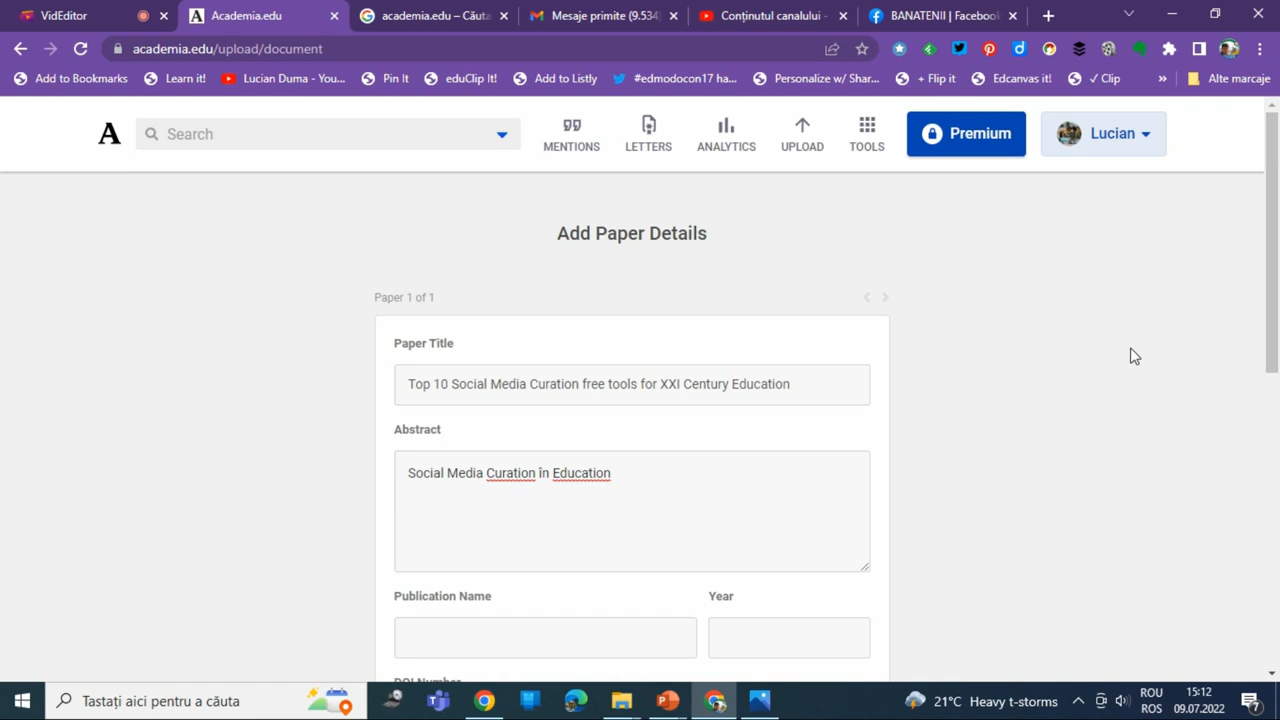 VidEditor
Academia.edu
academia.edu – Căuta
Mesaje primite (9.534)
Conținutul canalului -
BANATENII | Facebook
academia.edu/upload/document
Add to Bookmarks
Learn it!
Lucian Duma - You...
Pin It
eduClip It!
Add to Listly
#edmodocon17 ha...
Personalize w/ Shar...
+ Flip it
Edcanvas it!
✓ Clip
»
Alte marcaje
A
Search
MENTIONS
LETTERS
ANALYTICS
UPLOAD
TOOLS
Premium
Lucian
Add Paper Details
Paper 1 of 1
Paper Title
Top 10 Social Media Curation free tools for XXI Century Education
Abstract
Social Media Curation în Education
Publication Name
Year
DOI Number
Tastați aici pentru a căuta
21°C Heavy t-storms
ROU
ROS
15:12
09.07.2022
7